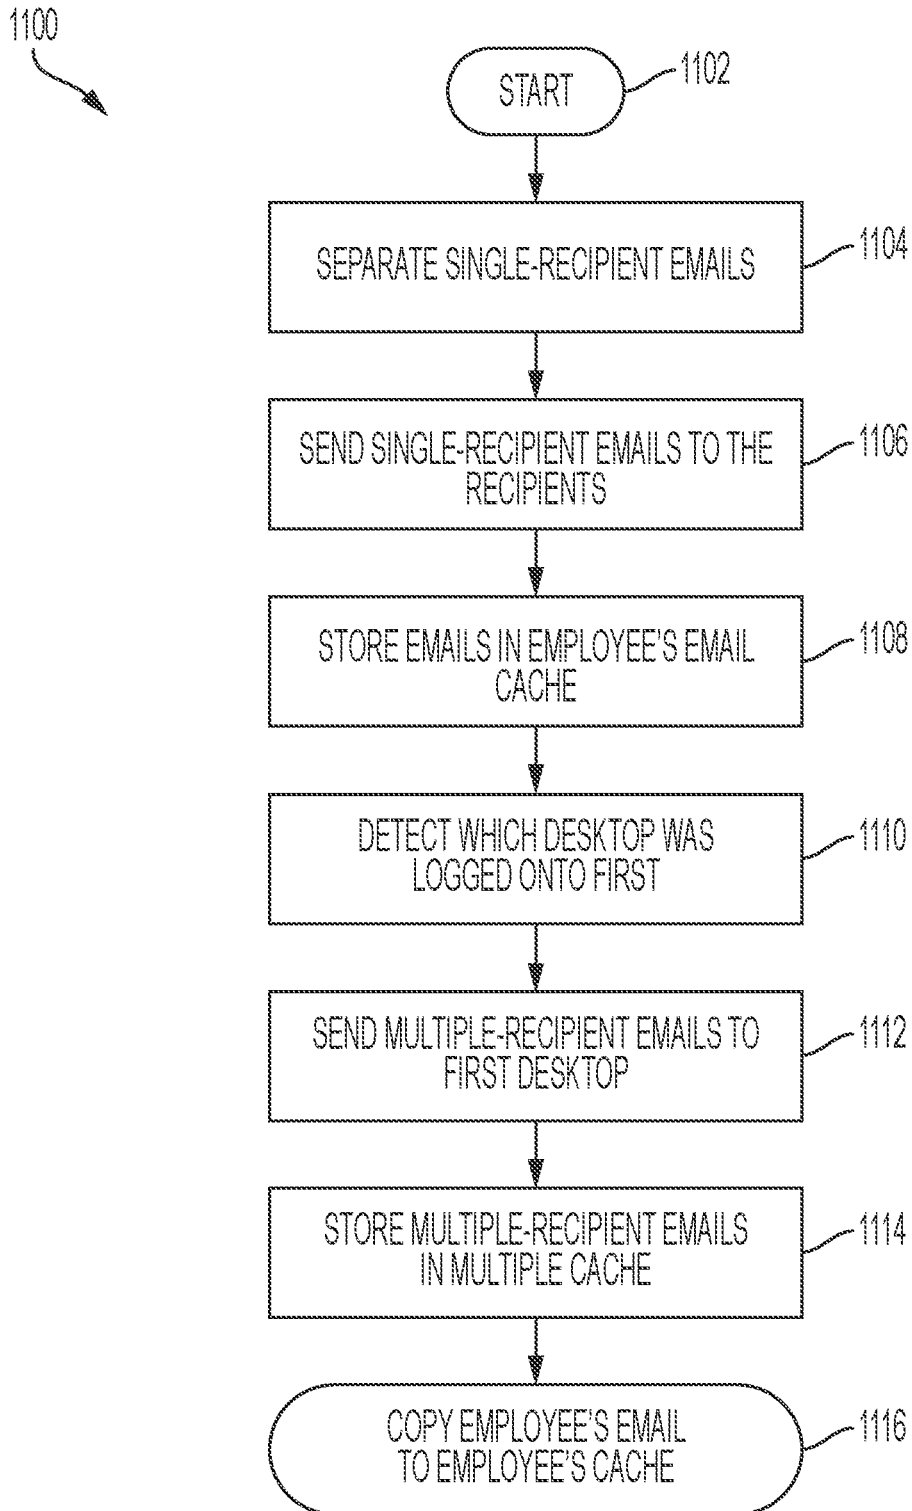 1100
START
1102
SEPARATE SINGLE-RECIPIENT EMAILS
1104
SEND SINGLE-RECIPIENT EMAILS TO THE
RECIPIENTS
1106
STORE EMAILS IN EMPLOYEE'S EMAIL
CACHE
1108
DETECT WHICH DESKTOP WAS
LOGGED ONTO FIRST
1110
SEND MULTIPLE-RECIPIENT EMAILS TO
FIRST DESKTOP
1112
STORE MULTIPLE-RECIPIENT EMAILS
IN MULTIPLE CACHE
1114
COPY EMPLOYEE'S EMAIL
TO EMPLOYEE'S CACHE
1116